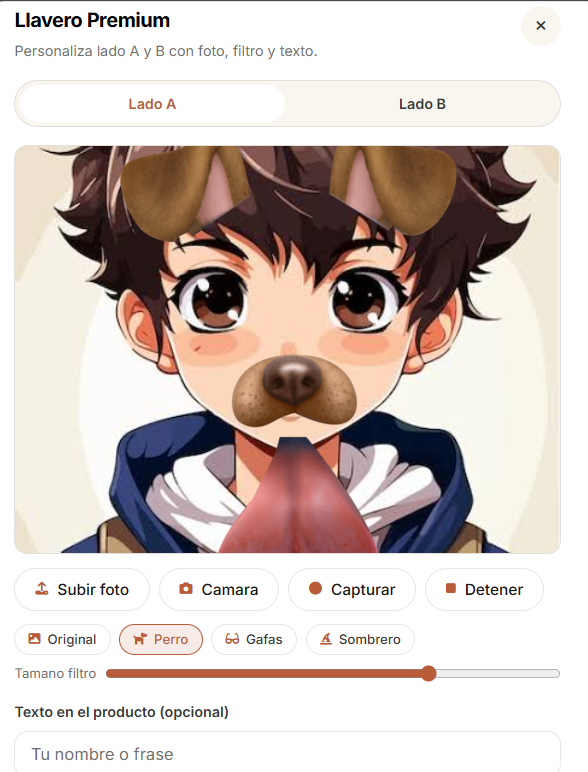 Llavero Premium
Personaliza lado A y B con foto, filtro y texto.
Lado A Lado B
Subir foto Camara Capturar Detener
Original Perro Gafas Sombrero
Tamano filtro
Texto en el producto (opcional)
Tu nombre o frase